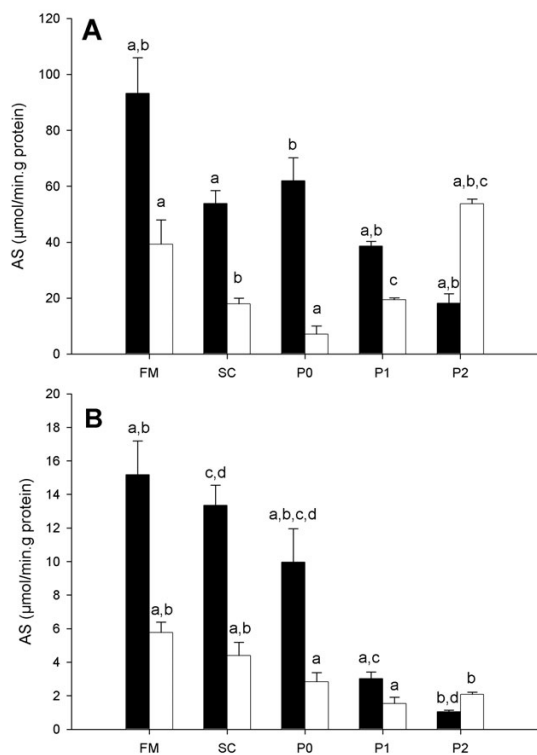 A
AS (µmol/min.g protein)
120
100
80
60
40
20
0
a,b
a
a
b
b
a
a,b
c
a,b
a,b,c
FM SC P0 P1 P2
B
AS (µmol/min.g protein)
20
18
16
14
12
10
8
6
4
2
0
a,b
a,b
c,d
a,b
a,b,c,d
a
a,c
a
b,d
b
FM SC P0 P1 P2